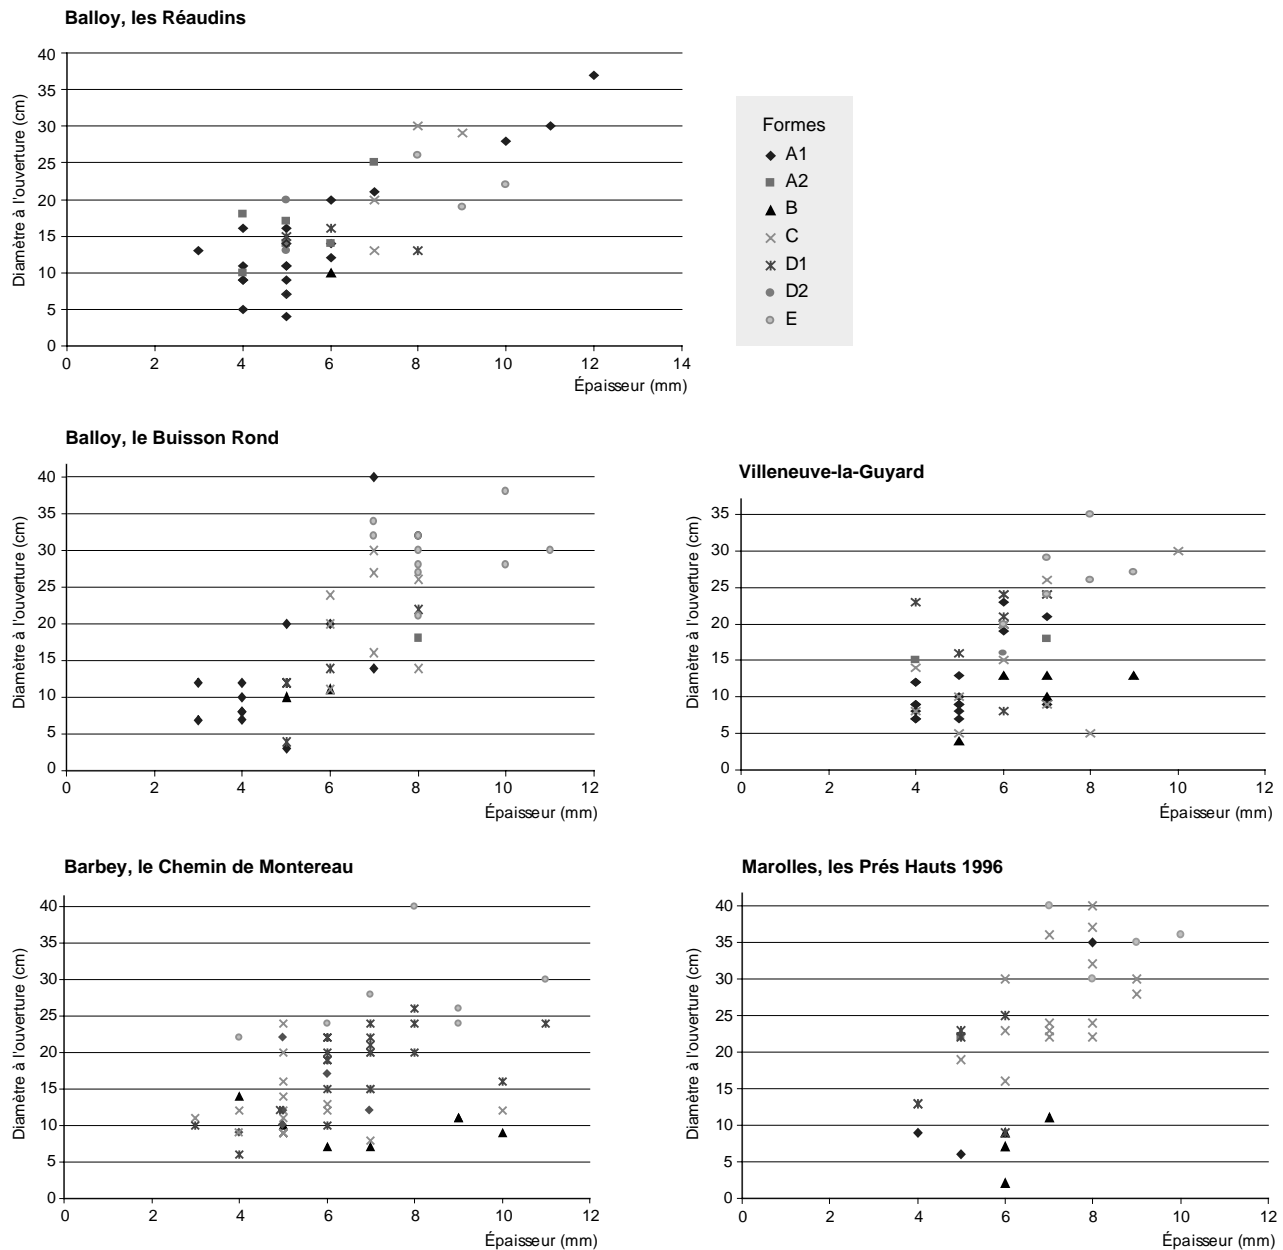 Balloy, les Réaudins
Diamètre à l'ouverture (cm)
40
35
30
25
20
15
10
5
0
0 2 4 6 8 10 12 14
Épaisseur (mm)
Formes
A1
A2
B
C
D1
D2
E
Balloy, le Buisson Rond
Diamètre à l'ouverture (cm)
40
35
30
25
20
15
10
5
0
0 2 4 6 8 10 12
Épaisseur (mm)
Villeneuve-la-Guyard
Diamètre à l'ouverture (cm)
35
30
25
20
15
10
5
0
0 2 4 6 8 10 12
Épaisseur (mm)
Barbey, le Chemin de Montereau
Diamètre à l'ouverture (cm)
40
35
30
25
20
15
10
5
0
0 2 4 6 8 10 12
Épaisseur (mm)
Marolles, les Prés Hauts 1996
Diamètre à l'ouverture (cm)
40
35
30
25
20
15
10
5
0
0 2 4 6 8 10 12
Épaisseur (mm)